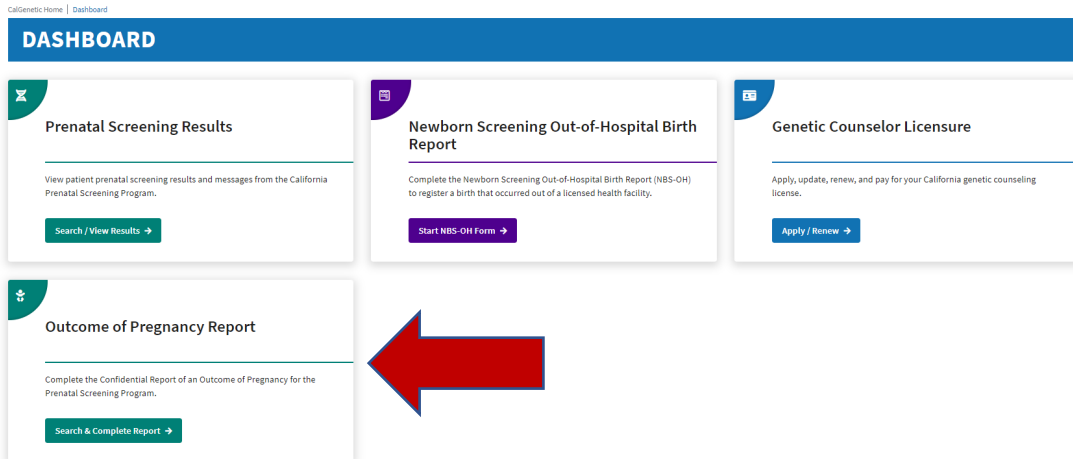 CalGenetic Home | Dashboard
DASHBOARD
Prenatal Screening Results
View patient prenatal screening results and messages from the California
Prenatal Screening Program.
Search / View Results →
Newborn Screening Out-of-Hospital Birth
Report
Complete the Newborn Screening Out-of-Hospital Birth Report (NBS-OH)
to register a birth that occurred out of a licensed health facility.
Start NBS-OH Form →
Genetic Counselor Licensure
Apply, update, renew, and pay for your California genetic counseling
license.
Apply / Renew →
Outcome of Pregnancy Report
Complete the Confidential Report of an Outcome of Pregnancy for the
Prenatal Screening Program.
Search & Complete Report →